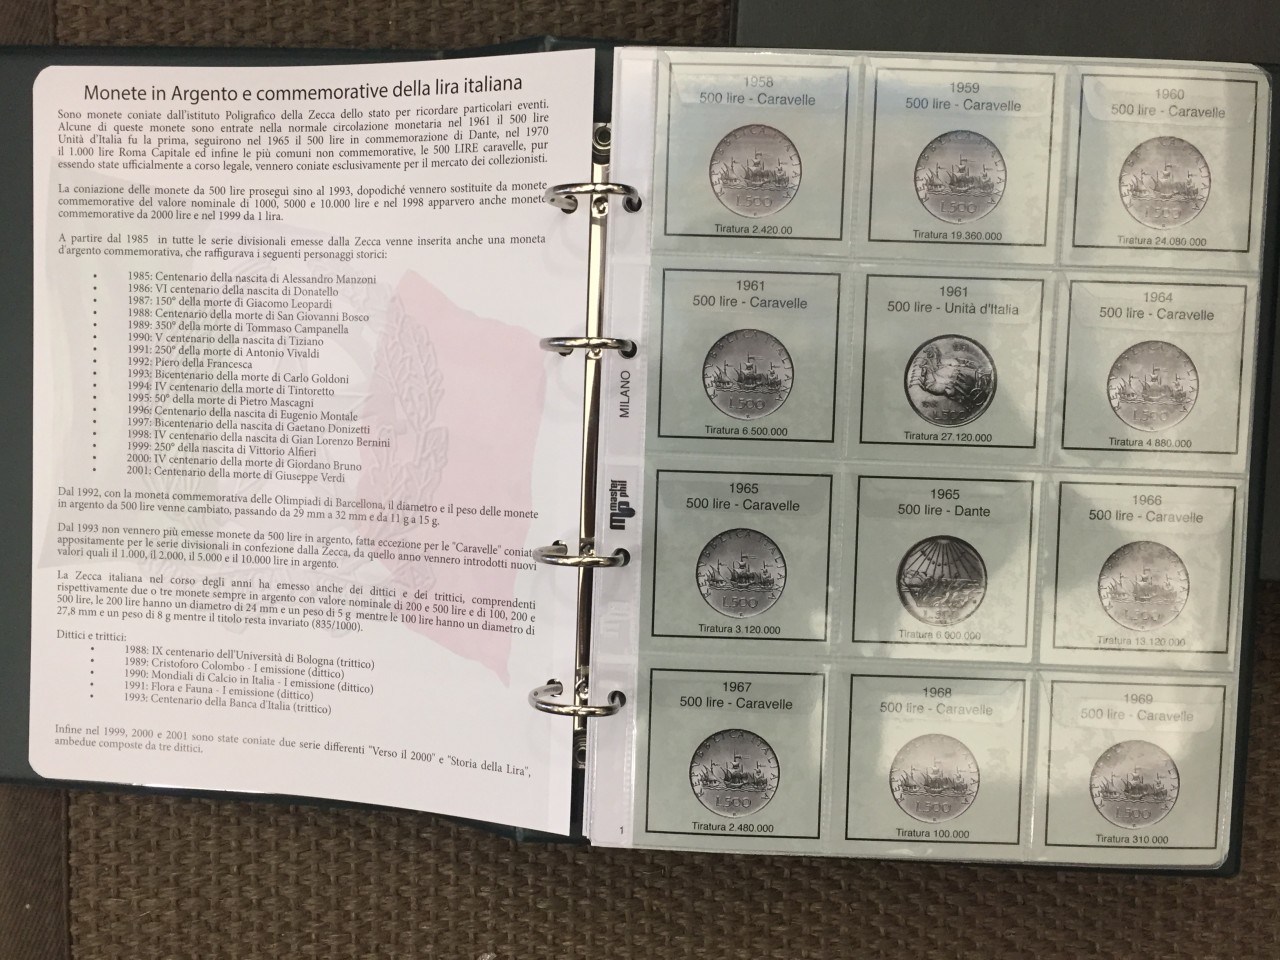 Monete in Argento e commemorative della lira italiana
Sono monete coniate dall'istituto Poligrafico della Zecca dello stato per ricordare particolari eventi.
Alcune di queste monete sono entrate nella normale circolazione monetaria nel 1961 il 500 lire
Unità d'Italia fu la prima, seguirono nel 1965 il 500 lire in commemorazione di Dante, nel 1970
il 1.000 lire Roma Capitale ed infine le più comuni non commemorative, le 500 LIRE caravelle, pur
essendo state ufficialmente a corso legale, vennero coniate esclusivamente per il mercato dei collezionisti.
La coniazione delle monete da 500 lire proseguì sino al 1993, dopodiché vennero sostituite da monete
commemorative del valore nominale di 1000, 5000 e 10.000 lire e nel 1998 apparvero anche monete
commemorative da 2000 lire e nel 1999 da 1 lira.
A partire dal 1985 in tutte le serie divisionali emesse dalla Zecca venne inserita anche una moneta
d'argento commemorativa, che raffigurava i seguenti personaggi storici:
• 1985: Centenario della nascita di Alessandro Manzoni
• 1986: VI centenario della nascita di Donatello
• 1987: 150° della morte di Giacomo Leopardi
• 1988: Centenario della morte di San Giovanni Bosco
• 1989: 350° della morte di Tommaso Campanella
• 1990: V centenario della nascita di Tiziano
• 1991: 250° della morte di Antonio Vivaldi
• 1992: Piero della Francesca
• 1993: Bicentenario della morte di Carlo Goldoni
• 1994: IV centenario della morte di Tintoretto
• 1995: 50° della morte di Pietro Mascagni
• 1996: Centenario della nascita di Eugenio Montale
• 1997: Bicentenario della nascita di Gaetano Donizetti
• 1998: IV centenario della nascita di Gian Lorenzo Bernini
• 1999: 250° della nascita di Vittorio Alfieri
• 2000: IV centenario della morte di Giordano Bruno
• 2001: Centenario della morte di Giuseppe Verdi
Dal 1992, con la moneta commemorativa delle Olimpiadi di Barcellona, il diametro e il peso delle monete
in argento da 500 lire venne cambiato, passando da 29 mm a 32 mm e da 11 g a 15 g.
Dal 1993 non vennero più emesse monete da 500 lire in argento, fatta eccezione per le "Caravelle" coniate
appositamente per le serie divisionali in confezione dalla Zecca, da quello anno vennero introdotti nuovi
valori quali il 1.000, il 2.000, il 5.000 e il 10.000 lire in argento.
La Zecca italiana nel corso degli anni ha emesso anche dei dittici e dei trittici, comprendenti
rispettivamente due o tre monete sempre in argento con valore nominale di 200 e 500 lire e di 100, 200 e
500 lire, le 200 lire hanno un diametro di 24 mm e un peso di 5 g mentre le 100 lire hanno un diametro di
27,8 mm e un peso di 8 g mentre il titolo resta invariato (835/1000).
Dittici e trittici:
• 1988: IX centenario dell'Università di Bologna (trittico)
• 1989: Cristoforo Colombo - I emissione (dittico)
• 1990: Mondiali di Calcio in Italia - I emissione (dittico)
• 1991: Flora e Fauna - I emissione (dittico)
• 1993: Centenario della Banca d'Italia (trittico)
Infine nel 1999, 2000 e 2001 sono state coniate due serie differenti "Verso il 2000" e "Storia della Lira",
ambedue composte da tre dittici.
MILANO
master
phil
1
1958
500 lire - Caravelle
L.500
Tiratura 2.420.00
1959
500 lire - Caravelle
L.500
Tiratura 19.360.000
1960
500 lire - Caravelle
L.500
Tiratura 24.080.000
1961
500 lire - Caravelle
L.500
Tiratura 6.500.000
1961
500 lire - Unità d'Italia
Tiratura 27.120.000
1964
500 lire - Caravelle
L.500
Tiratura 4.880.000
1965
500 lire - Caravelle
L.500
Tiratura 3.120.000
1965
500 lire - Dante
Tirature 6.000.000
1966
500 lire - Caravelle
L.500
Tiratura 13.120.000
1967
500 lire - Caravelle
L.500
Tiratura 2.480.000
1968
500 lire - Caravelle
L.500
Tiratura 100.000
1969
500 lire - Caravelle
L.500
Tiratura 310.000